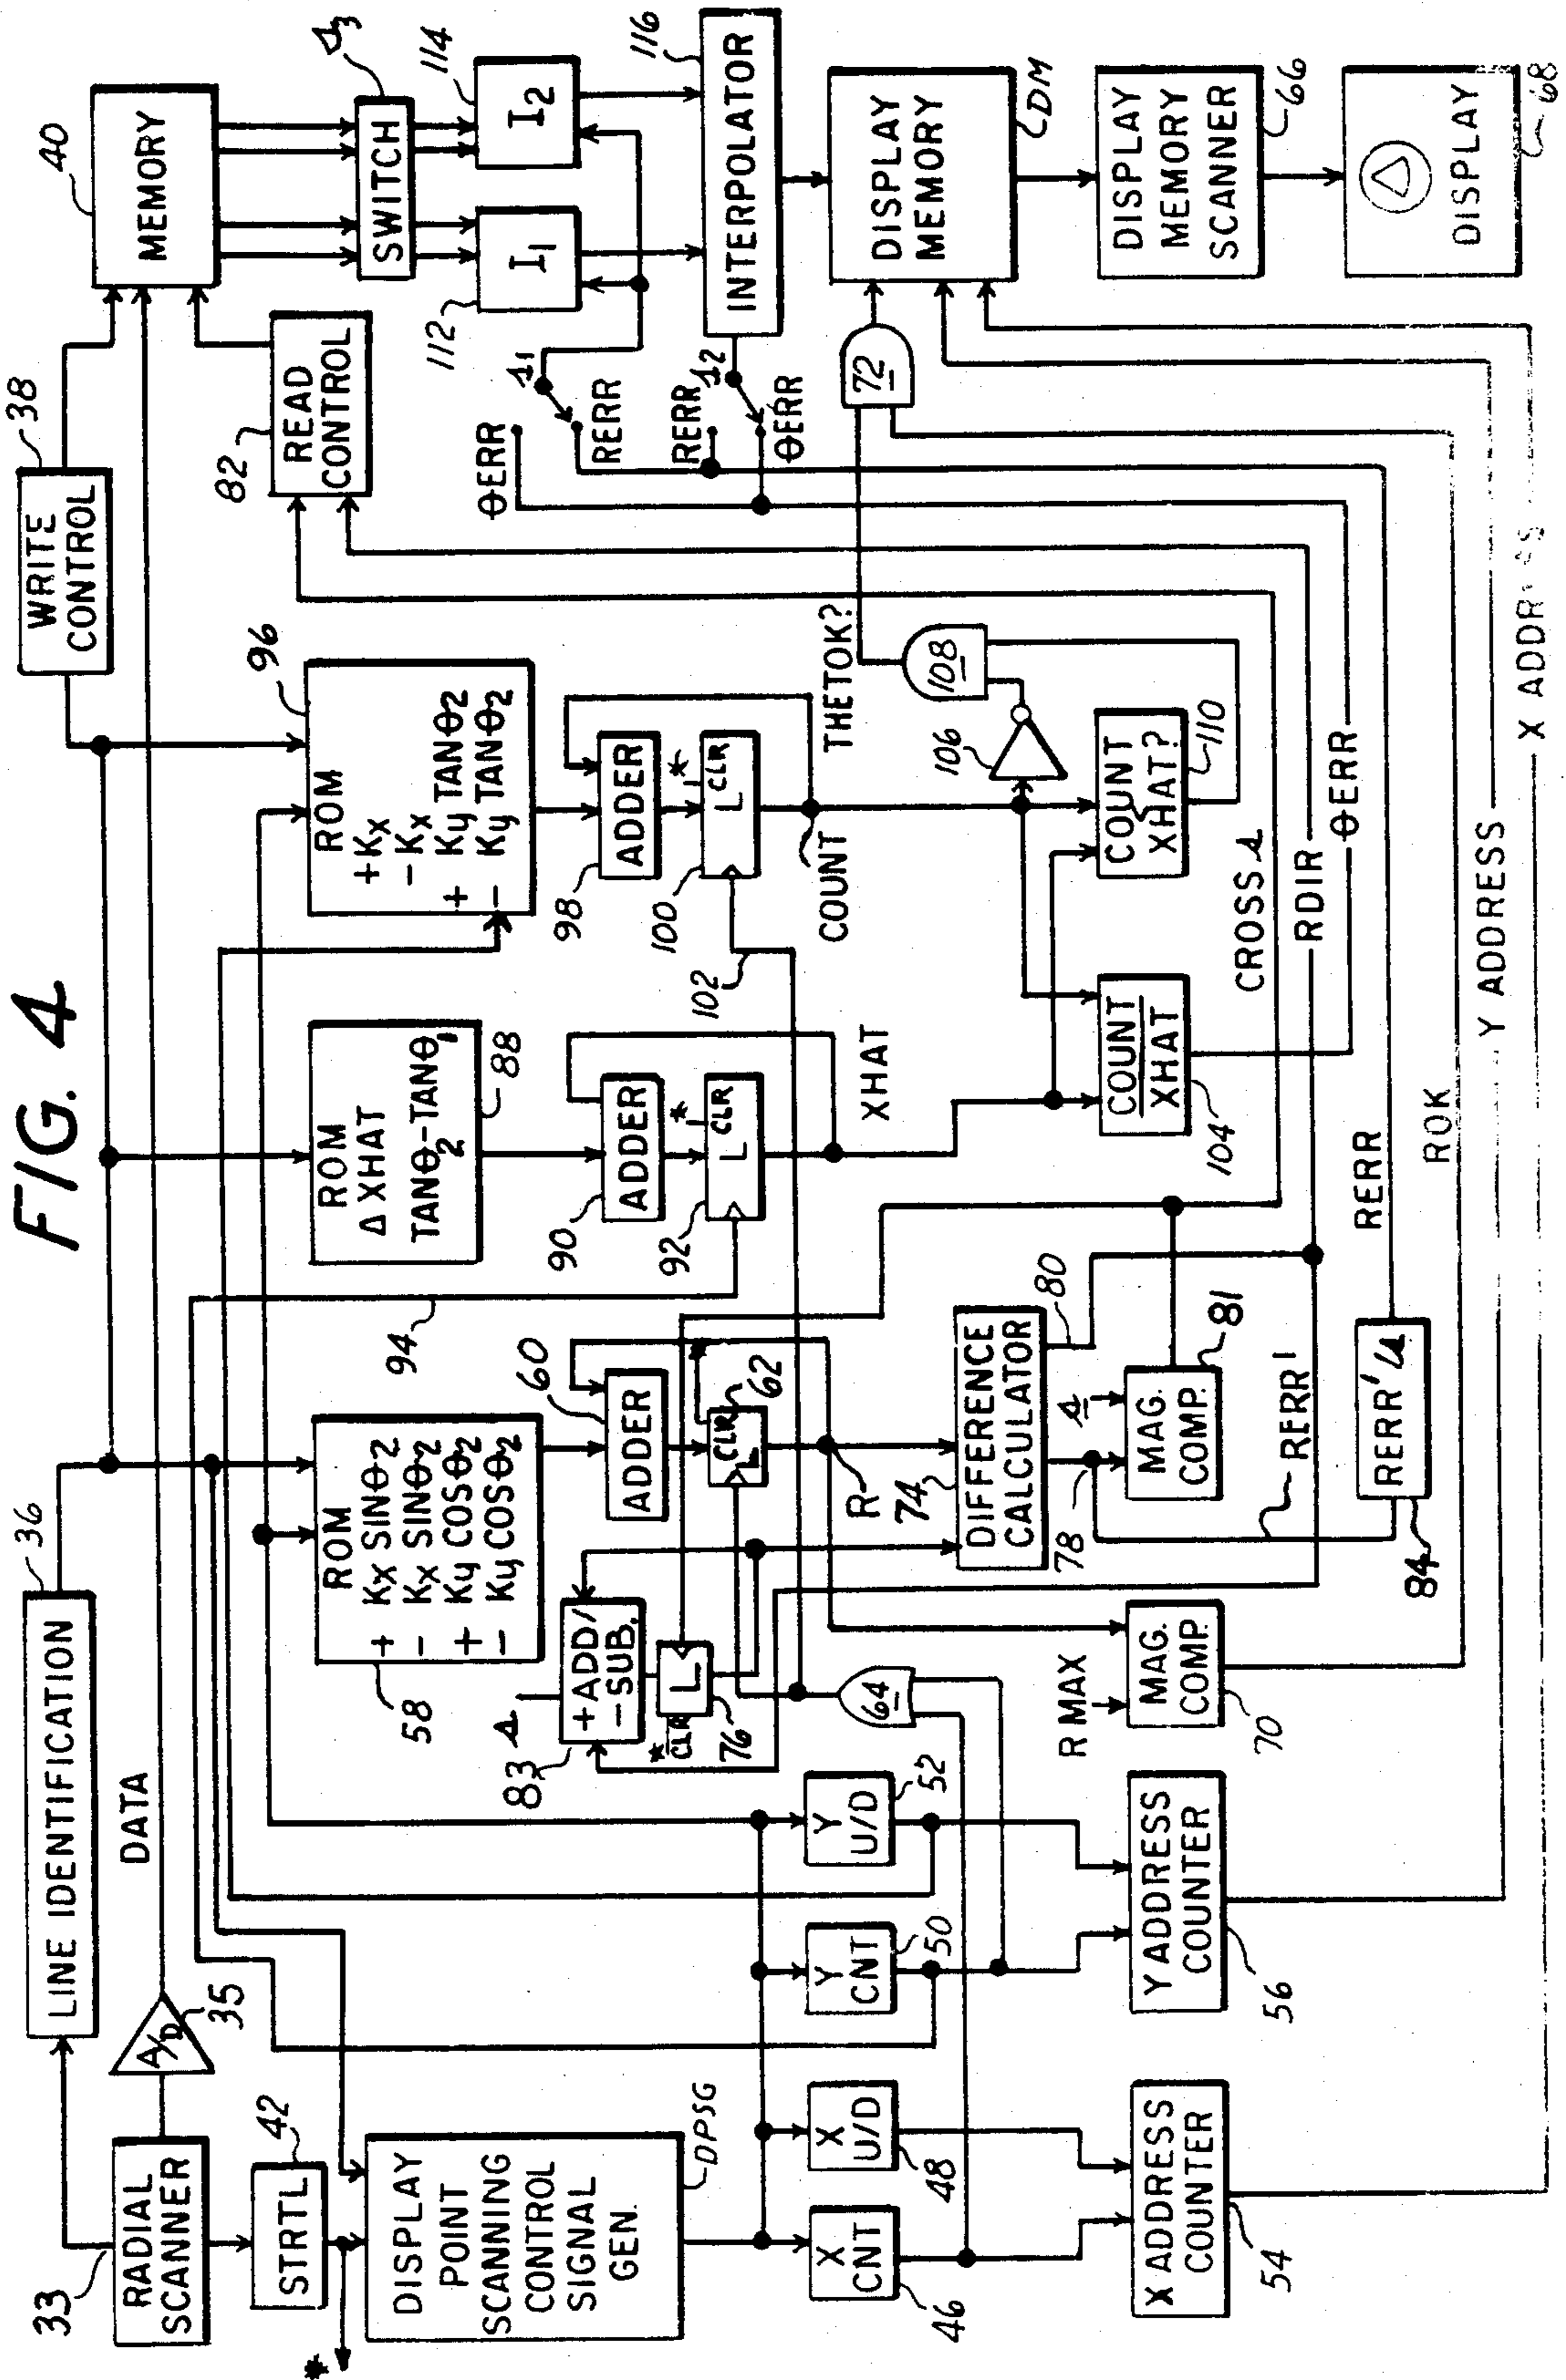 FIG. 4
33
RADIAL
SCANNER
A/D
35
DATA
36
LINE IDENTIFICATION
38
WRITE
CONTROL
40
MEMORY
42
STRTL
*
DISPLAY
POINT
SCANNING
CONTROL
SIGNAL
GEN.
DPSG
58
ROM
+ Kx SINθ2
- Kx SINθ2
+ Ky COSθ2
- Ky COSθ2
ROM
Δ XHAT
TANθ2-TANθ1
88
96
ROM
+Kx
-Kx
+ Ky TANθ2
- Ky TANθ2
82
READ
CONTROL
SWITCH
s3
112
I1
114
I2
s1
θERR
RERR
116
INTERPOLATOR
s2
RERR
θERR
s
83
+ADD/
-SUB.
* CLR
L
76
60
ADDER
CLR
L
62
94
90
ADDER
*
92
L CLR
XHAT
98
ADDER
*
100
L CLR
102
COUNT
THETOK?
X
CNT
46
X
U/D
48
Y
CNT
50
Y
U/D
52
64
R
74
DIFFERENCE
CALCULATOR
78
80
106
108
72
DISPLAY
MEMORY
DM
X ADDRESS
COUNTER
54
Y ADDRESS
COUNTER
56
R MAX
MAG.
COMP.
70
s
MAG.
COMP.
81
RERR'
COUNT
XHAT
104
COUNT
≤
XHAT?
110
CROSS s
RDIR
θERR
DISPLAY
MEMORY
SCANNER
66
84
RERR'/s
RERR
ROK
Y ADDRESS
X ADDRESS
DISPLAY
68